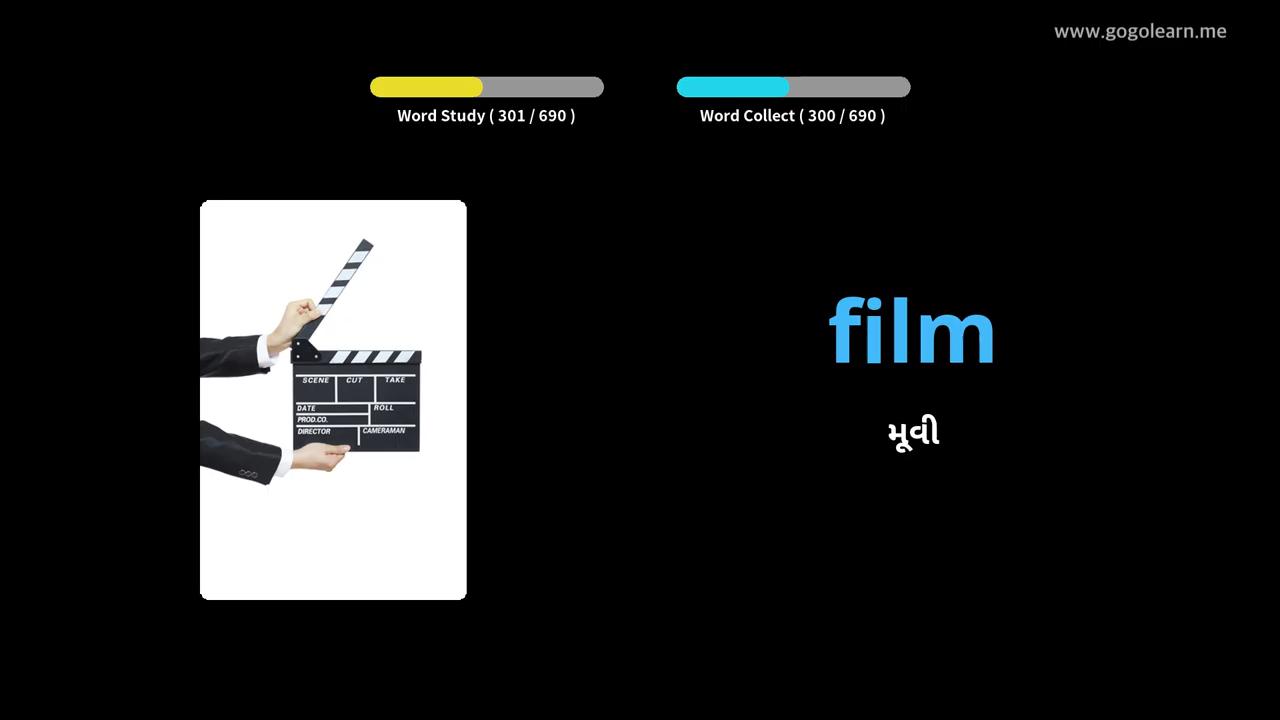 www.gogolearn.me
Word Study ( 301 / 690 )
Word Collect ( 300 / 690 )
SCENE CUT TAKE
DATE ROLL
PROD.CO.
DIRECTOR CAMERAMAN
film
મૂવી